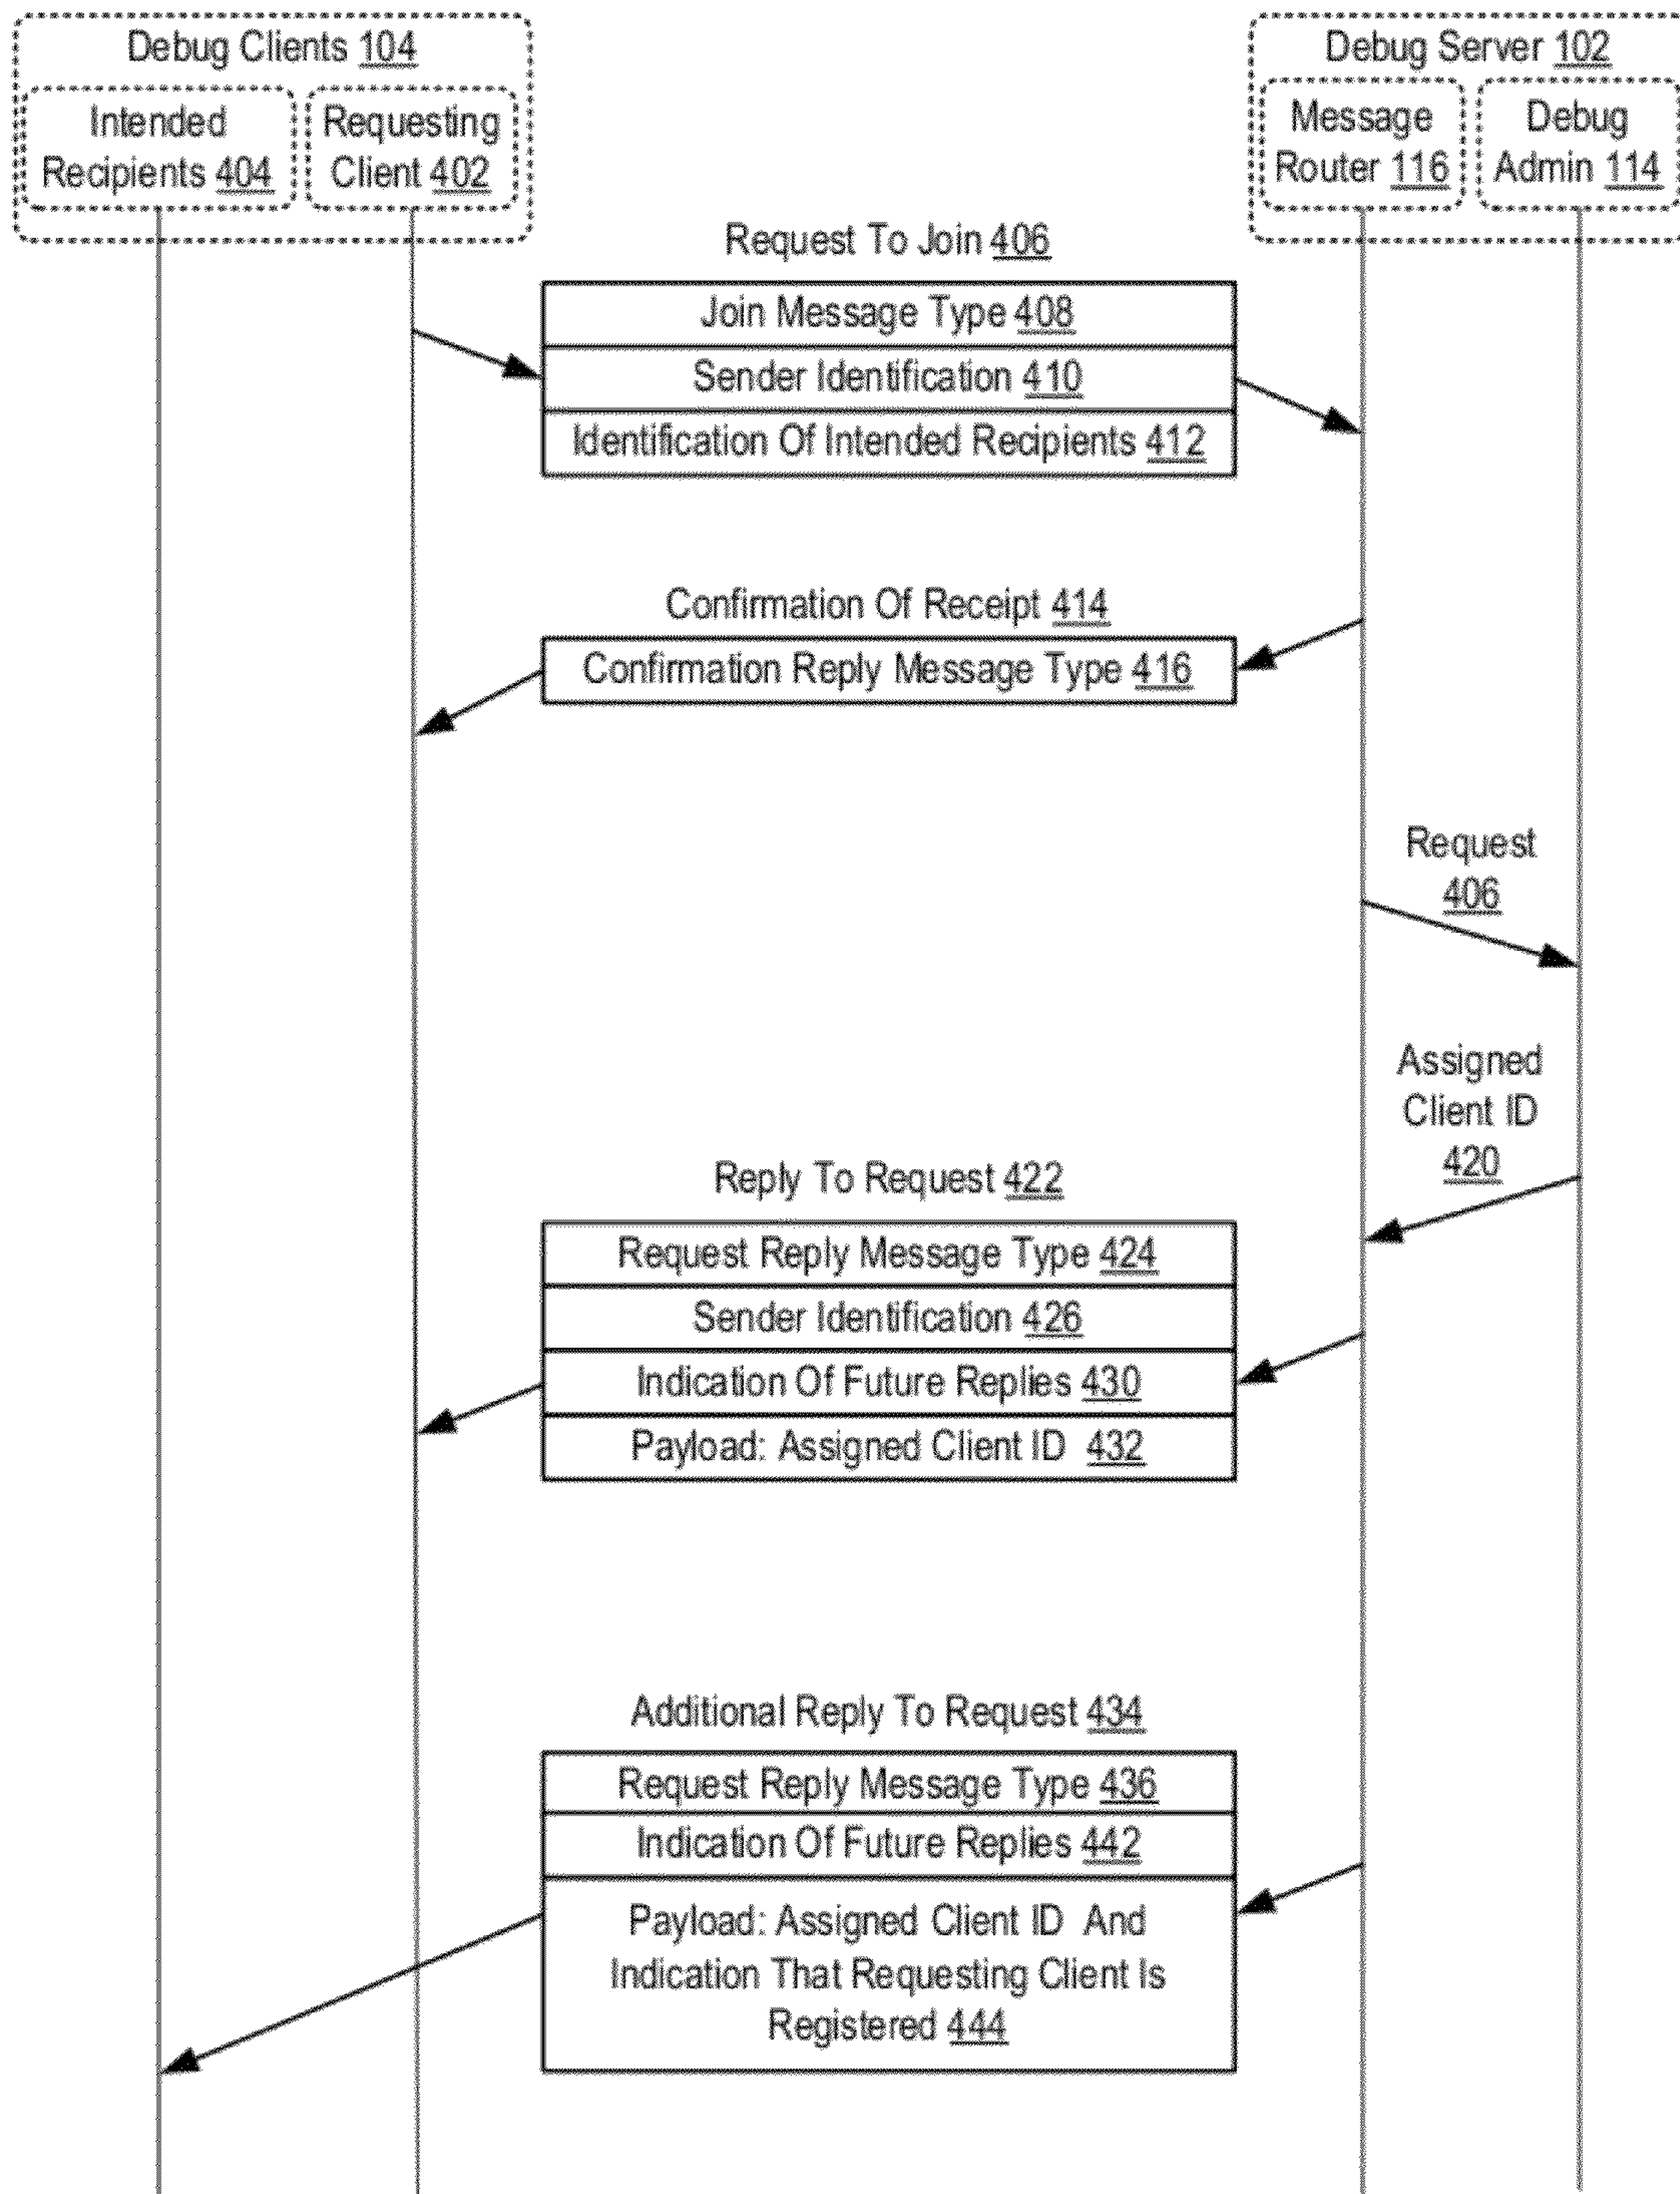 Debug Clients 104
Intended
Recipients 404
Requesting
Client 402
Debug Server 102
Message
Router 116
Debug
Admin 114
Request To Join 406
Join Message Type 408
Sender Identification 410
Identification Of Intended Recipients 412
Confirmation Of Receipt 414
Confirmation Reply Message Type 416
Request
406
Assigned
Client ID
420
Reply To Request 422
Request Reply Message Type 424
Sender Identification 426
Indication Of Future Replies 430
Payload: Assigned Client ID 432
Additional Reply To Request 434
Request Reply Message Type 436
Indication Of Future Replies 442
Payload: Assigned Client ID And
Indication That Requesting Client Is
Registered 444